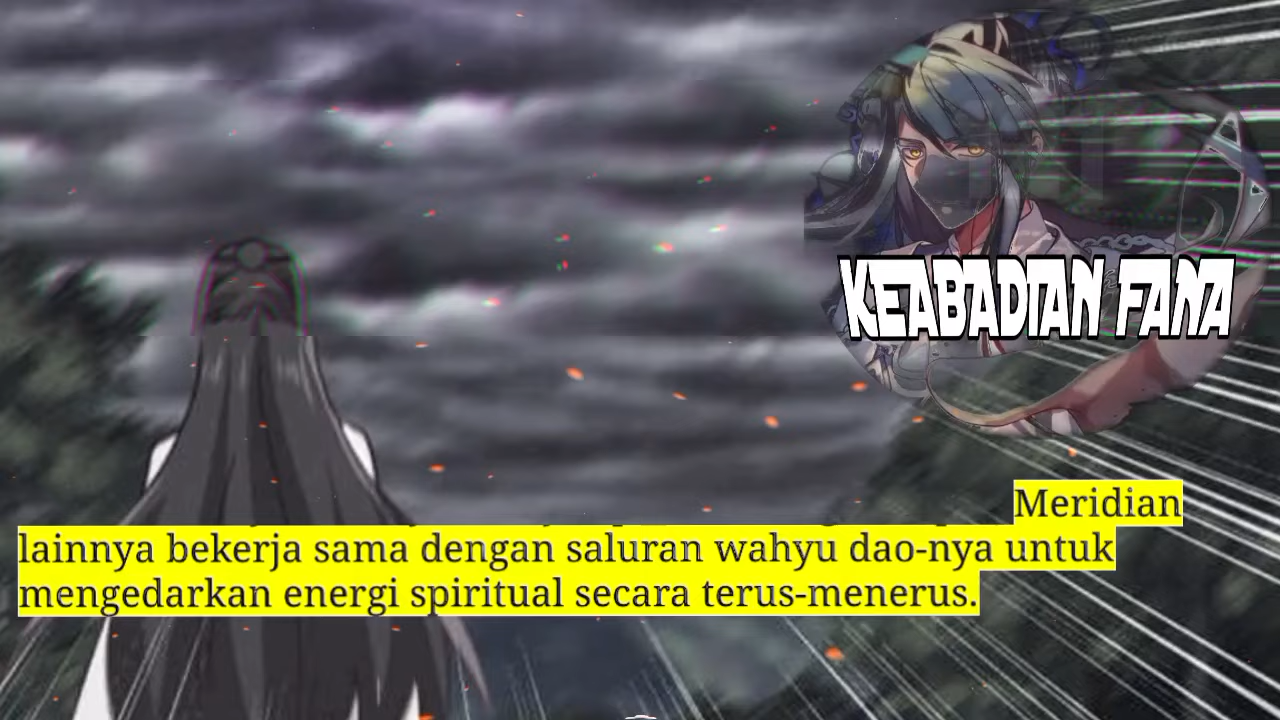 KEABADIAN FANA
Meridian
lainnya bekerja sama dengan saluran wahyu dao-nya untuk
mengedarkan energi spiritual secara terus-menerus.